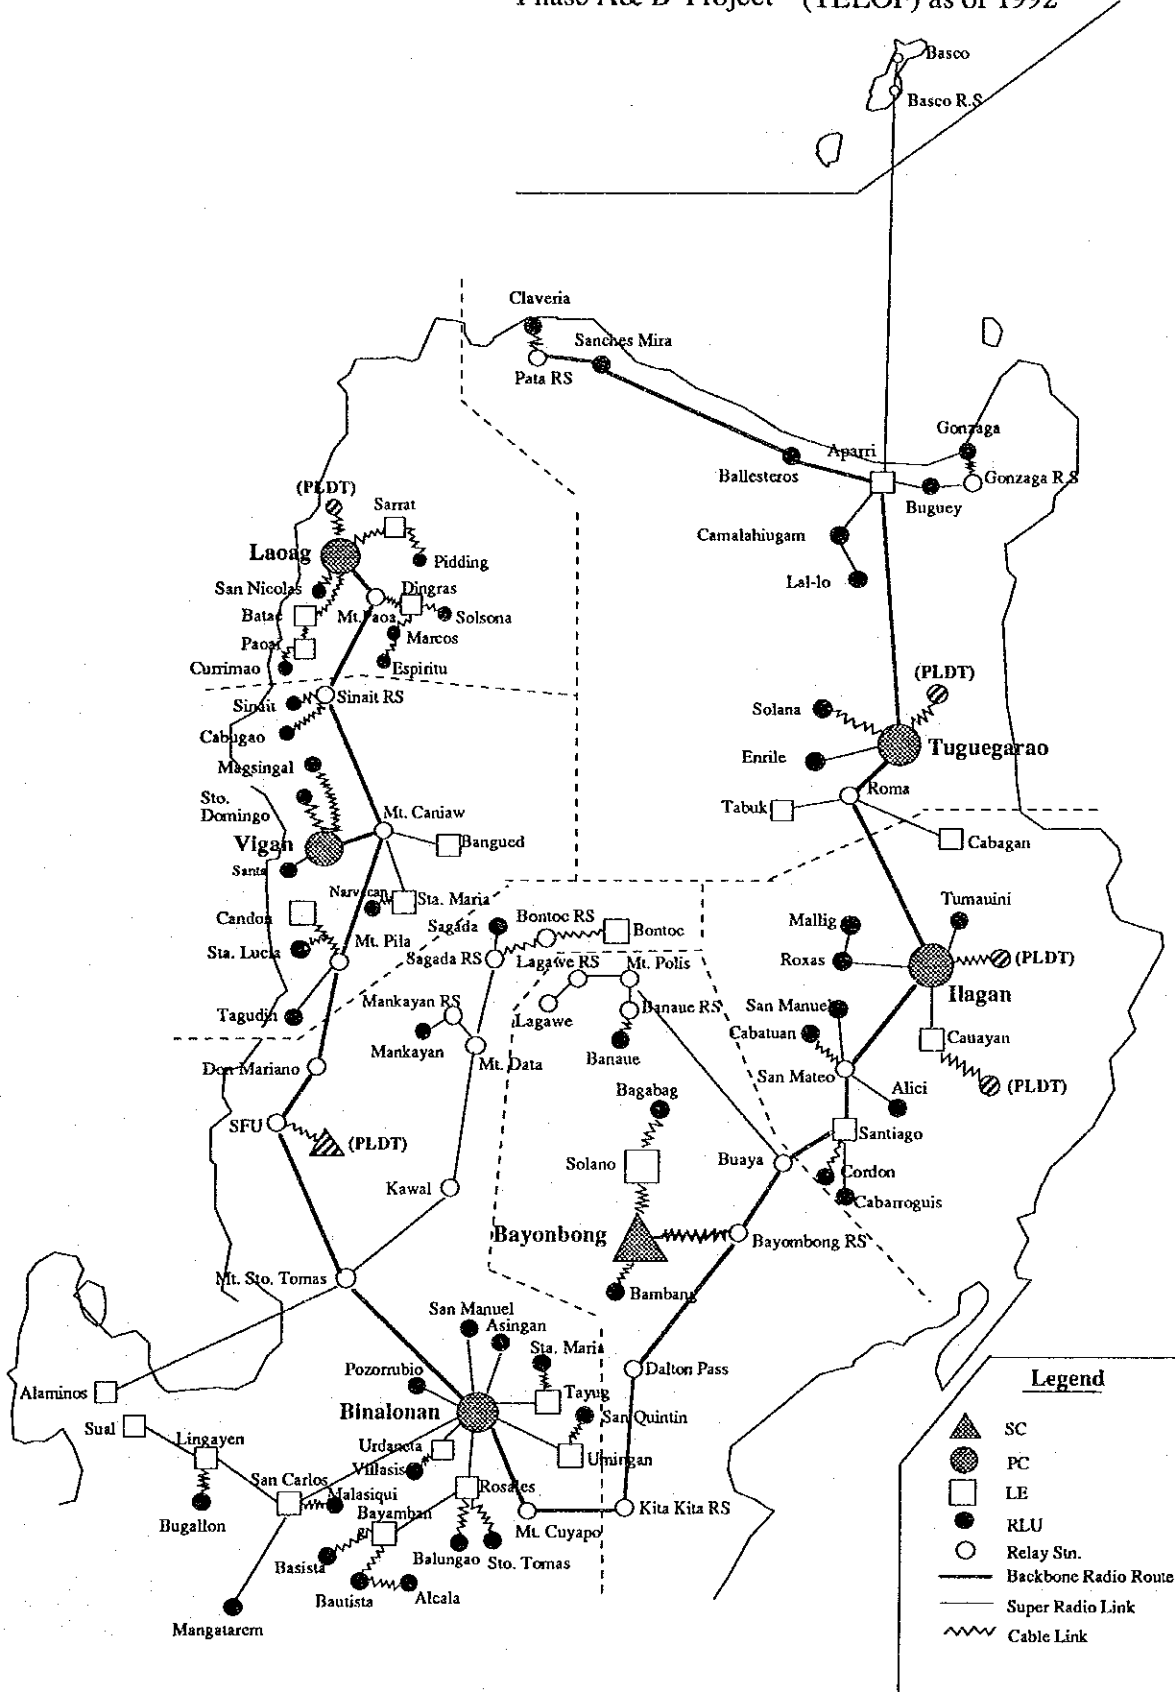 (TELOF) as of 1992
Basco
Basco R.S
Claveria
Sanches Mira
Pata RS
Gonzaga
Aparri
Ballesteros
Gonzaga R.S
Buguey
(PLDT)
Sarrat
Camalahiugam
Laoag
Pidding
Lal-lo
San Nicolas
Dingras
Batac
Mt. Paoa
Solsona
Paoai
Marcos
Currimao
Espiritu
(PLDT)
Sinait
Sinait RS
Solana
Cabugao
Tuguegarao
Enrile
Magsingal
Roma
Sto.
Domingo
Tabuk
Mt. Caniaw
Vigan
Bangued
Cabagan
Santa
Narvacan
Sta. Maria
Tumauini
Candon
Bontoc RS
Mallig
Sagada
Bontoc
Sta. Lucia
Mt. Pila
Sagada RS
Lagawe RS
Mt. Polis
Roxas
(PLDT)
Ilagan
Mankayan RS
San Manuel
Tagudin
Lagawe
Banaue RS
Cabatuan
Cauayan
Mankayan
Banaue
Don Mariano
Mt. Data
San Mateo
Alici
(PLDT)
Bagabag
SFU
(PLDT)
Santiago
Solano
Buaya
Cordon
Kawal
Cabarroguis
Bayonbong
Bayombong RS
Mt. Sto. Tomas
Bambang
San Manuel
Asingan
Sta. Maria
Pozorrubio
Dalton Pass
Legend
Alaminos
Tayug
Binalonan
San Quintin
SC
Sual
Lingayen
Urdaneta
Umingan
PC
Villasis
San Carlos
Rosales
LE
Malasiqui
Bugallon
Bayamban
g
Mt. Cuyapo
Kita Kita RS
RLU
Relay Stn.
Basista
Balungao
Sto. Tomas
Backbone Radio Route
Bautista
Alcala
Super Radio Link
Mangatarem
Cable Link